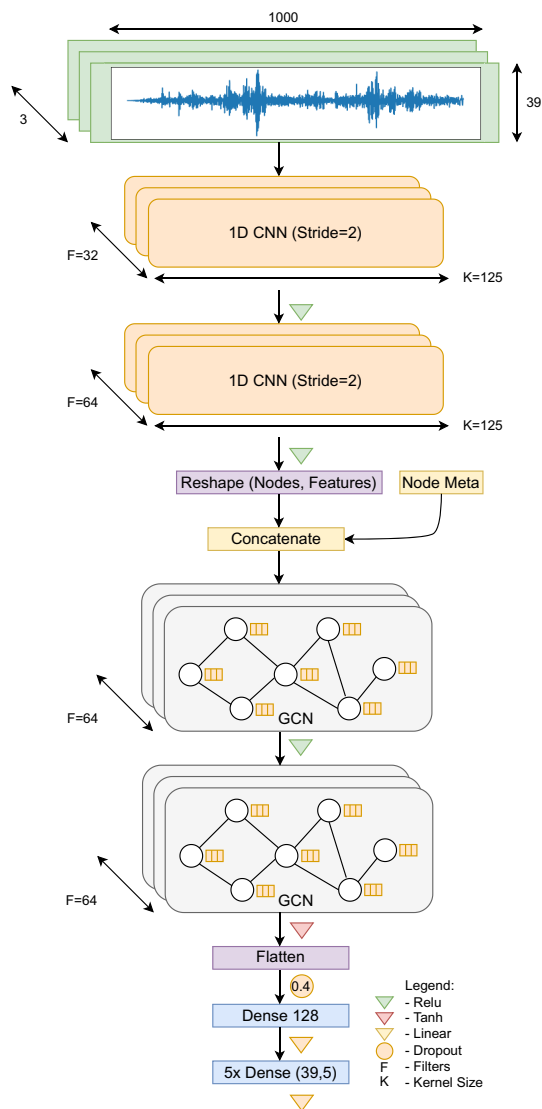 1000
3
39
1D CNN (Stride=2)
F=32
K=125
1D CNN (Stride=2)
F=64
K=125
Reshape (Nodes, Features)
Node Meta
Concatenate
GCN
F=64
GCN
F=64
Flatten
0.4
Dense 128
5x Dense (39,5)
Legend:
- Relu
- Tanh
- Linear
- Dropout
F - Filters
K - Kernel Size